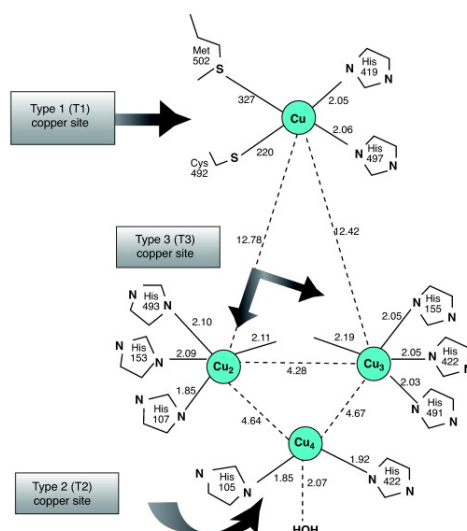 Met
502
S
N
His
419
N
Type 1 (T1)
copper site
327
2.05
Cu
220
2.06
S
Cys
492
N
His
497
N
12.78
12.42
Type 3 (T3)
copper site
N
His
493
N
2.10
2.05
His
155
N
N
His
153
N
2.09
2.11
2.19
2.05
His
422
N
Cu2
4.28
Cu3
1.85
2.03
N
His
107
N
His
491
N
4.64
4.67
Cu4
N
His
105
N
1.85
2.07
1.92
N
His
422
N
Type 2 (T2)
copper site
HOH